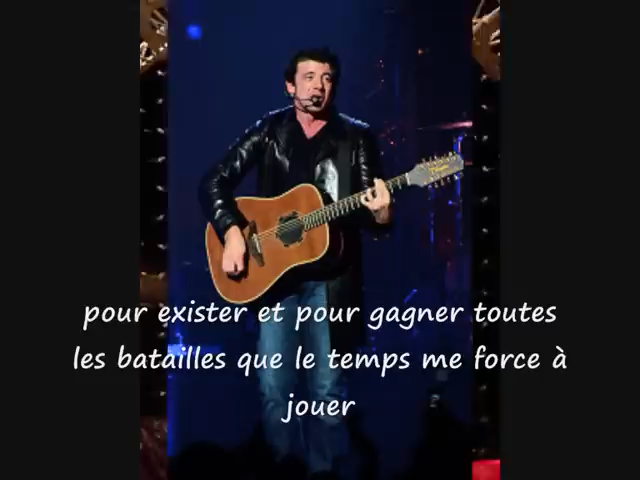 pour exister et pour gagner toutes
les batailles que le temps me force à
jouer